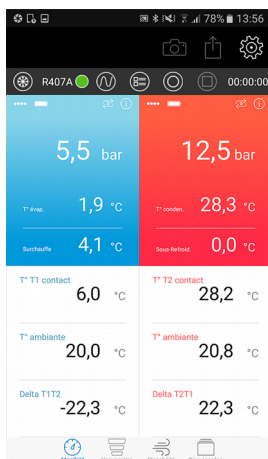 78% 13:56
R407A 00:00:00
5,5 bar
12,5 bar
T° évap. 1,9 °C
T° conden. 28,3 °C
Surchauffe 4,1 °C
Sous-Refroid. 0,0 °C
T° T1 contact
6,0 °C
T° T2 contact
28,2 °C
T° ambiante
20,0 °C
T° ambiante
20,8 °C
Delta T1T2
-22,3 °C
Delta T2T1
22,3 °C